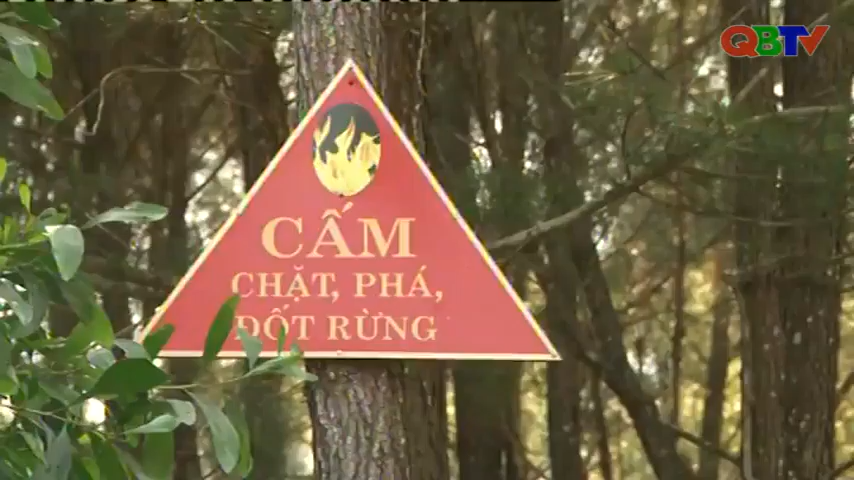 QBTV
CẤM
CHẶT, PHÁ,
ĐỐT RỪNG